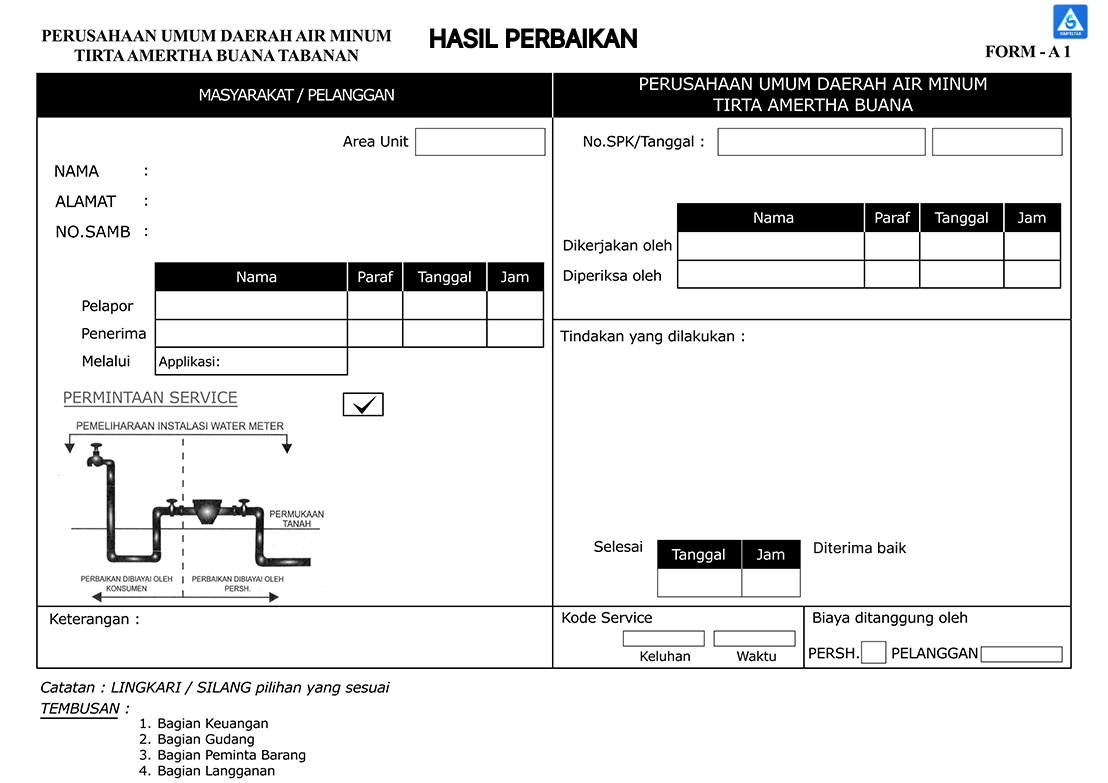 PERUSAHAAN UMUM DAERAH AIR MINUM
TIRTA AMERTHA BUANA TABANAN
HASIL PERBAIKAN
SIMPELTAB
FORM - A 1
MASYARAKAT / PELANGGAN
Area Unit
NAMA :
ALAMAT :
NO.SAMB :
Nama Paraf Tanggal Jam
Pelapor
Penerima
Melalui Applikasi:
PERMINTAAN SERVICE
PEMELIHARAAN INSTALASI WATER METER
PERMUKAAN
TANAH
PERBAIKAN DIBIAYAI OLEH
KONSUMEN
PERBAIKAN DIBIAYAI OLEH
PERSH.
Keterangan :
PERUSAHAAN UMUM DAERAH AIR MINUM
TIRTA AMERTHA BUANA
No.SPK/Tanggal :
Nama Paraf Tanggal Jam
Dikerjakan oleh
Diperiksa oleh
Tindakan yang dilakukan :
Selesai Tanggal Jam Diterima baik
Kode Service
Keluhan Waktu
Biaya ditanggung oleh
PERSH. PELANGGAN
Catatan : LINGKARI / SILANG pilihan yang sesuai
TEMBUSAN :
1. Bagian Keuangan
2. Bagian Gudang
3. Bagian Peminta Barang
4. Bagian Langganan